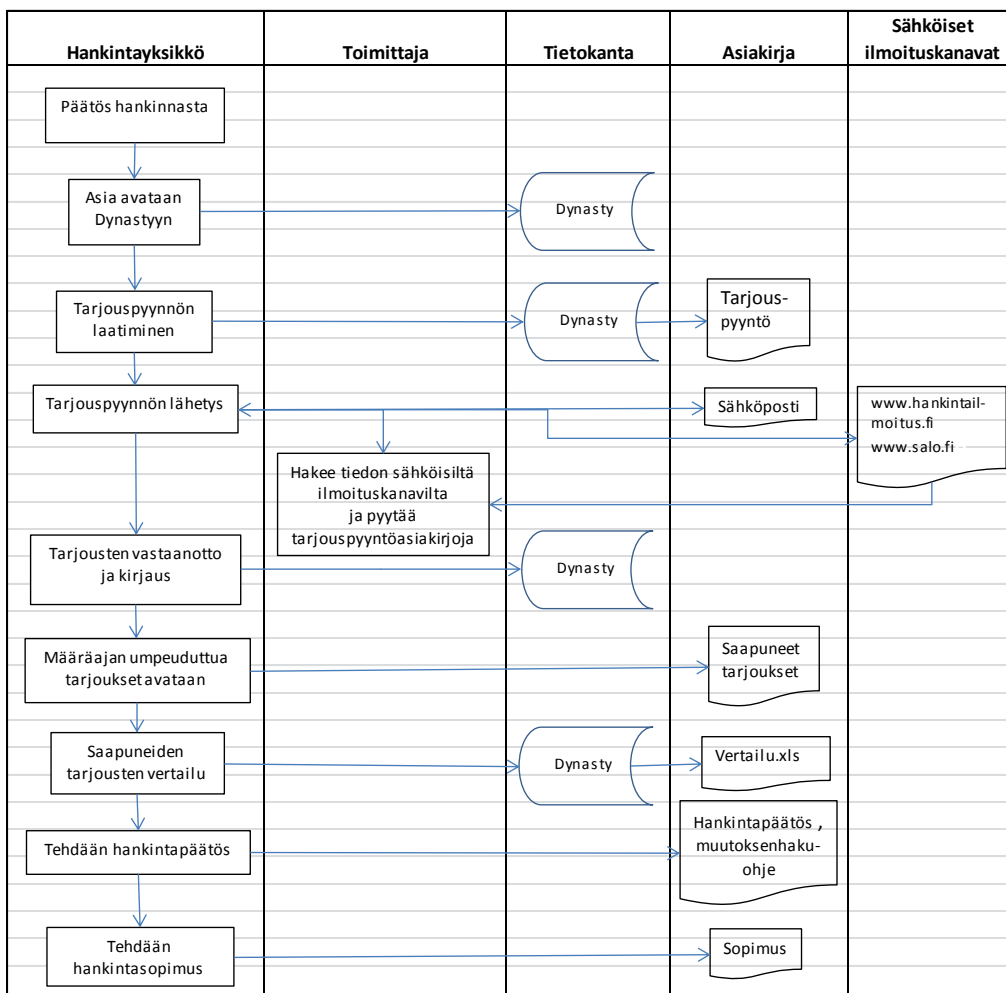 Hankintayksikkö
Toimittaja
Tietokanta
Asiakirja
Sähköiset
ilmoituskanavat
Päätös hankinnasta
Asia avataan
Dynastyyn
Dynasty
Tarjouspyynnön
laatiminen
Dynasty
Tarjous-
pyyntö
Tarjouspyynnön lähetys
Sähköposti
www.hankintail-
moitus.fi
www.salo.fi
Hakee tiedon sähköisiltä
ilmoituskanavilta
ja pyytää
tarjouspyyntöasiakirjoja
Tarjousten vastaanotto
ja kirjaus
Dynasty
Määräajan umpeuduttua
tarjoukset avataan
Saapuneet
tarjoukset
Saapuneiden
tarjousten vertailu
Dynasty
Vertailu.xls
Tehdään hankintapäätös
Hankintapäätös ,
muutoksenhaku-
ohje
Tehdään
hankintasopimus
Sopimus